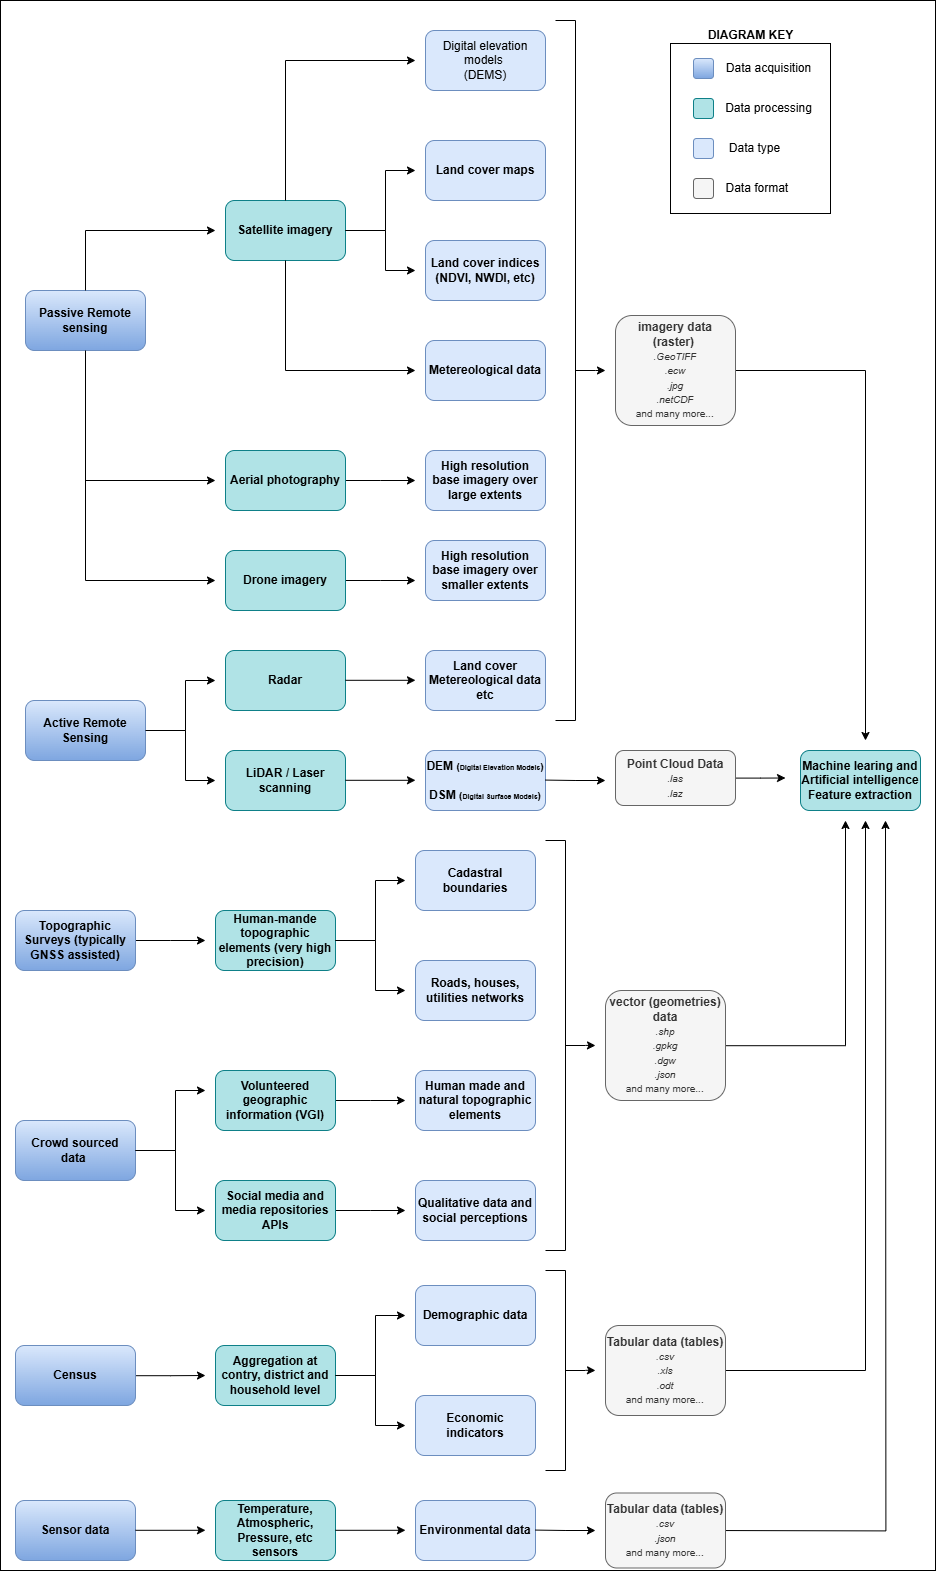 DIAGRAM KEY
Data acquisition
Data processing
Data type
Data format
Digital elevation
models
(DEMS)
Land cover maps
Satellite imagery
Land cover indices
(NDVI, NWDI, etc)
Passive Remote
sensing
Metereological data
imagery data
(raster)
.GeoTIFF
.ecw
.jpg
.netCDF
and many more...
Aerial photography
High resolution
base imagery over
large extents
Drone imagery
High resolution
base imagery over
smaller extents
Radar
Land cover
Metereological data
etc
Active Remote
Sensing
LiDAR / Laser
scanning
DEM (Digital Elevation Models)
DSM (Digital Surface Models)
Point Cloud Data
.las
.laz
Machine learing and
Artificial intelligence
Feature extraction
Cadastral
boundaries
Topographic
Surveys (typically
GNSS assisted)
Human-mande
topographic
elements (very high
precision)
Roads, houses,
utilities networks
vector (geometries)
data
.shp
.gpkg
.dgw
.json
and many more...
Volunteered
geographic
information (VGI)
Human made and
natural topographic
elements
Crowd sourced
data
Social media and
media repositories
APIs
Qualitative data and
social perceptions
Demographic data
Census
Aggregation at
contry, district and
household level
Tabular data (tables)
.csv
.xls
.odt
and many more...
Economic
indicators
Sensor data
Temperature,
Atmospheric,
Pressure, etc
sensors
Environmental data
Tabular data (tables)
.csv
.json
and many more...